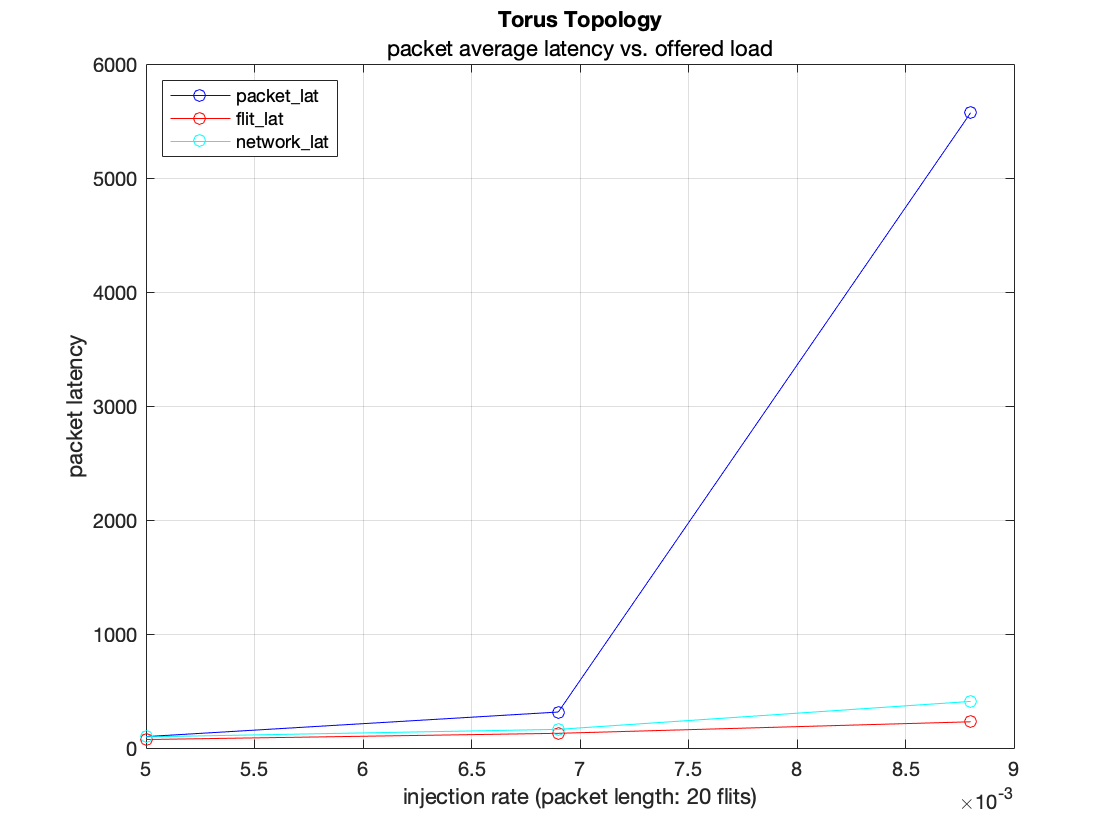 Torus Topology
packet average latency vs. offered load
packet_lat
flit_lat
network_lat
6000
5000
4000
3000
2000
1000
0
packet latency
5 5.5 6 6.5 7 7.5 8 8.5 9
injection rate (packet length: 20 flits)
×10-3